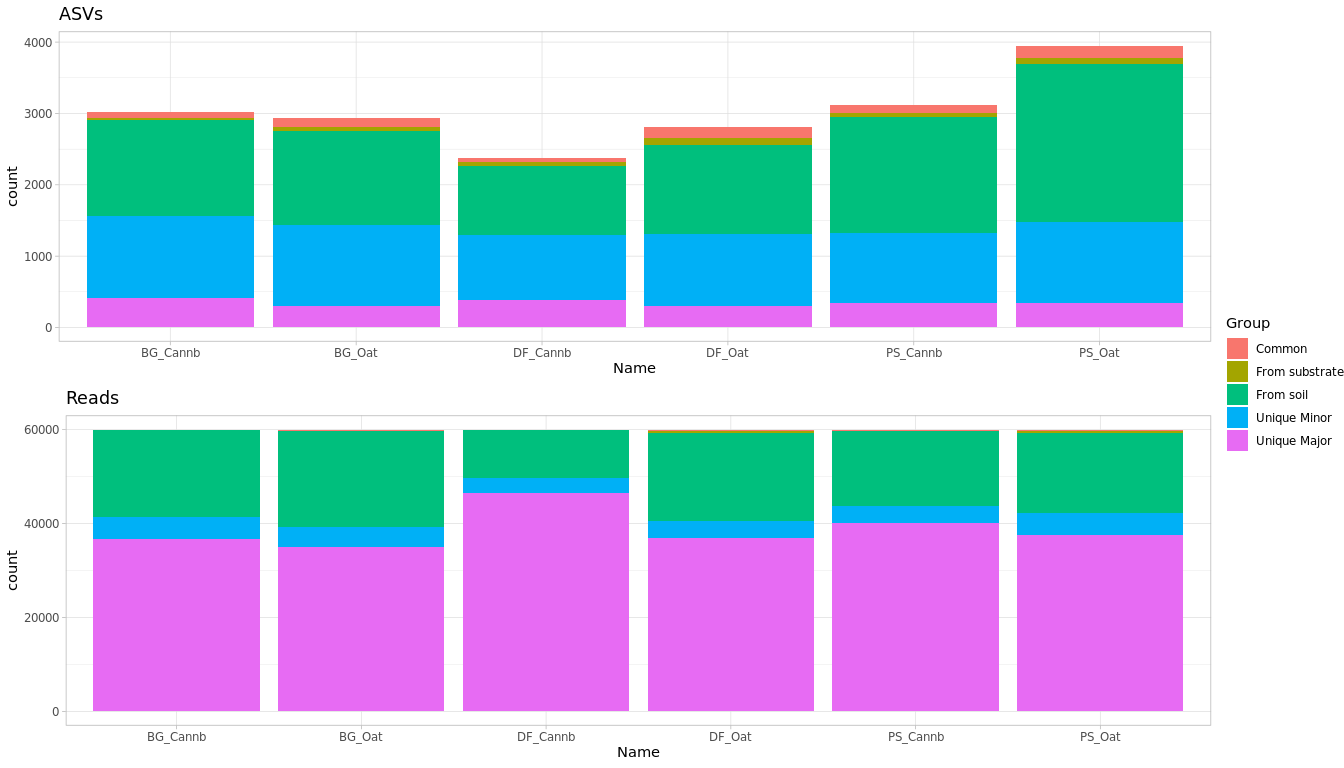 ASVs
4000
3000
2000
1000
0
count
BG_Cannb BG_Oat DF_Cannb DF_Oat PS_Cannb PS_Oat
Name
Group
Common
From substrate
From soil
Unique Minor
Unique Major
Reads
60000
40000
20000
0
count
BG_Cannb BG_Oat DF_Cannb DF_Oat PS_Cannb PS_Oat
Name